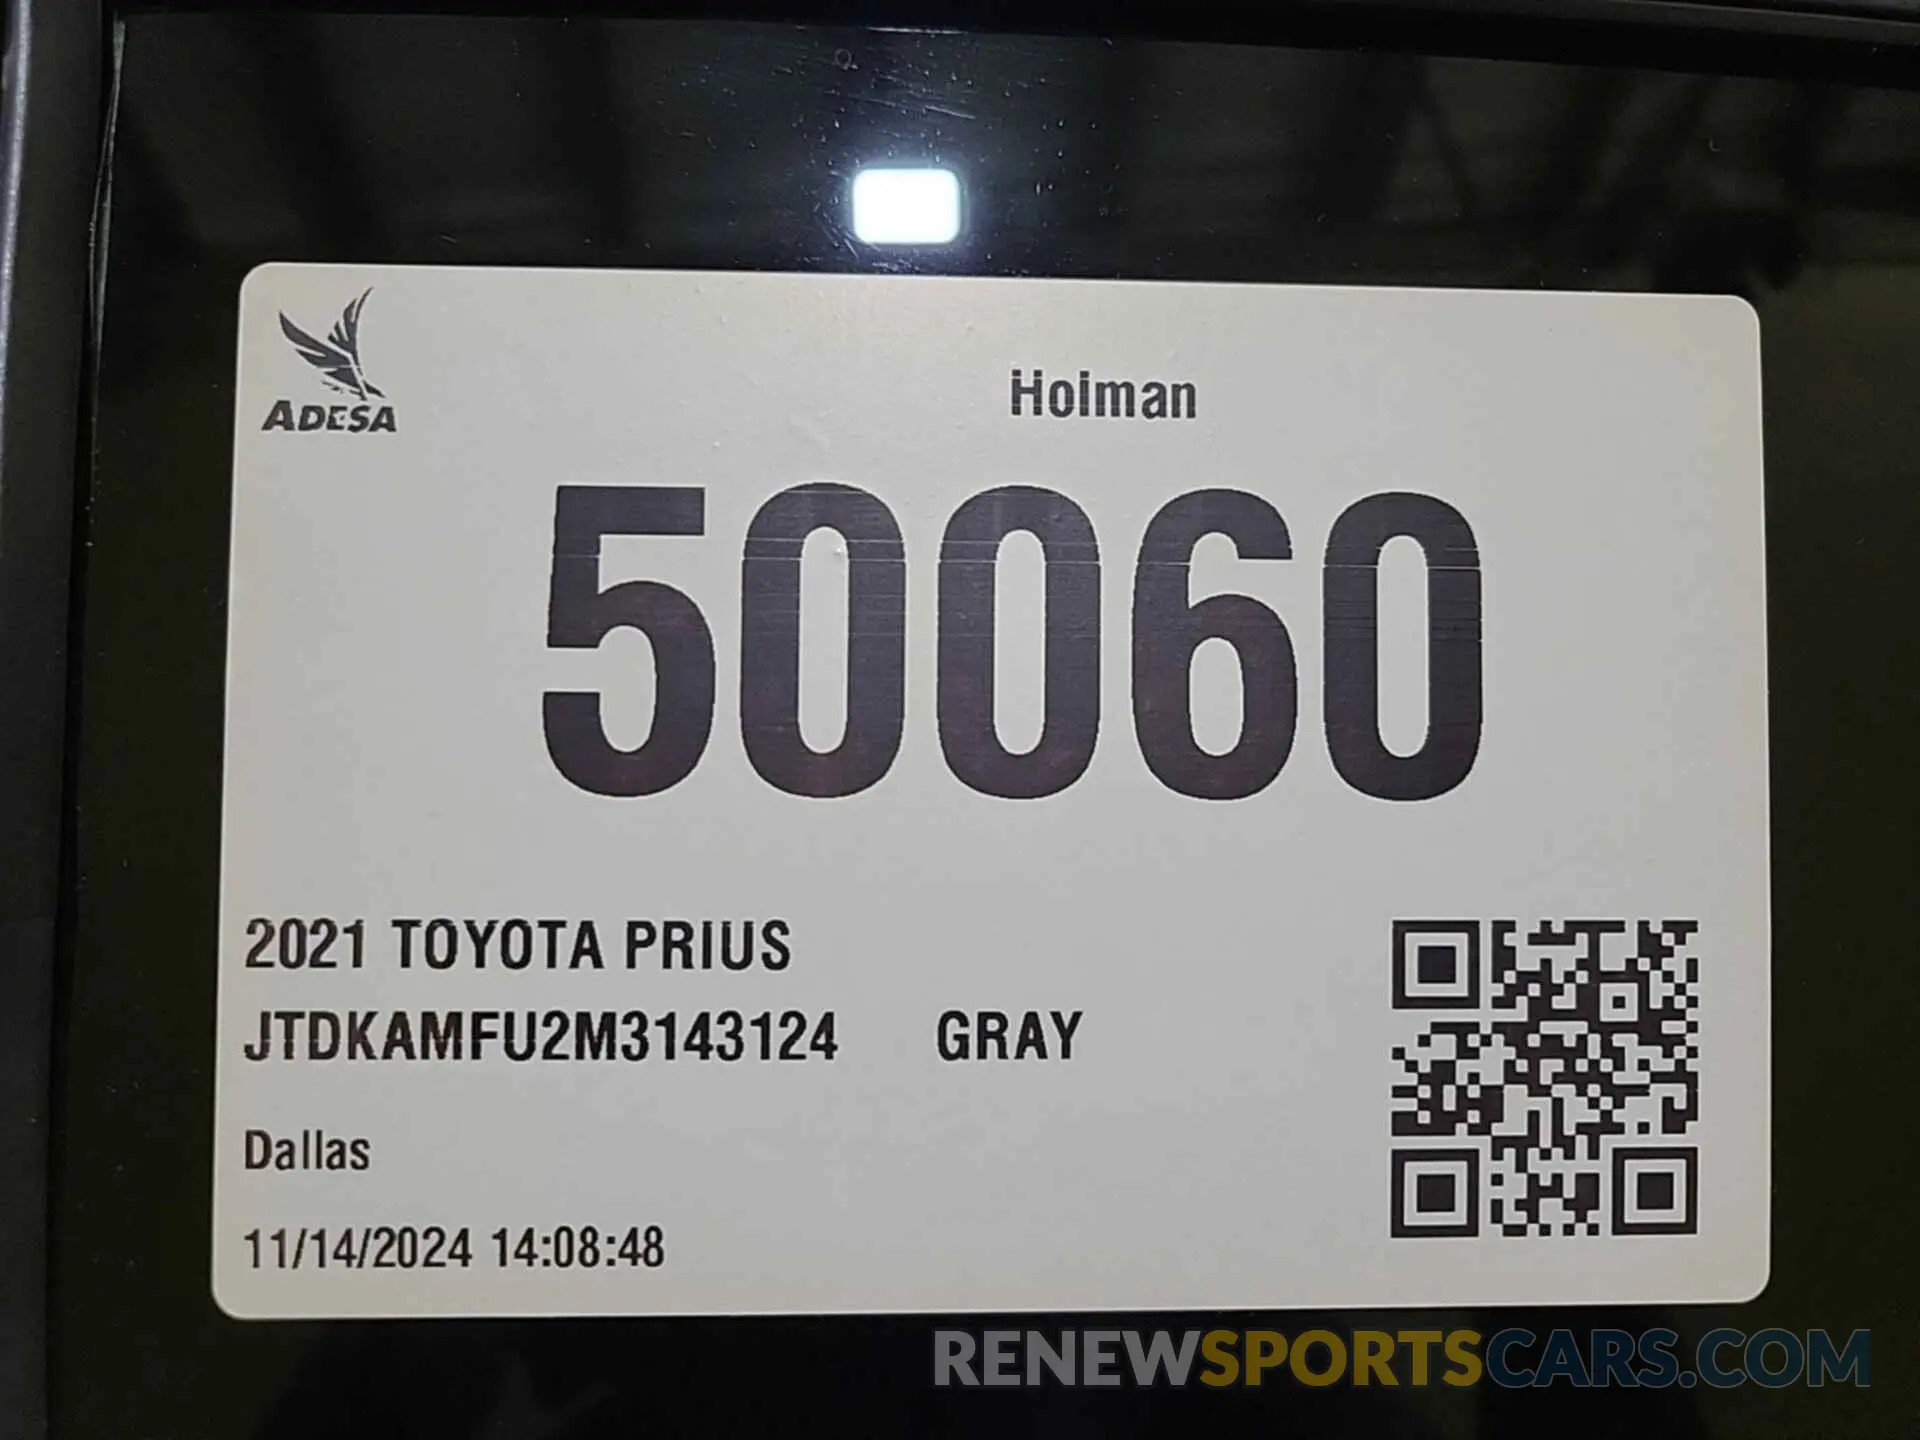 ADESA
Holman
50060
2021 TOYOTA PRIUS
JTDKAMFU2M3143124 GRAY
Dallas
11/14/2024 14:08:48
RENEWSPORTSCARS.COM